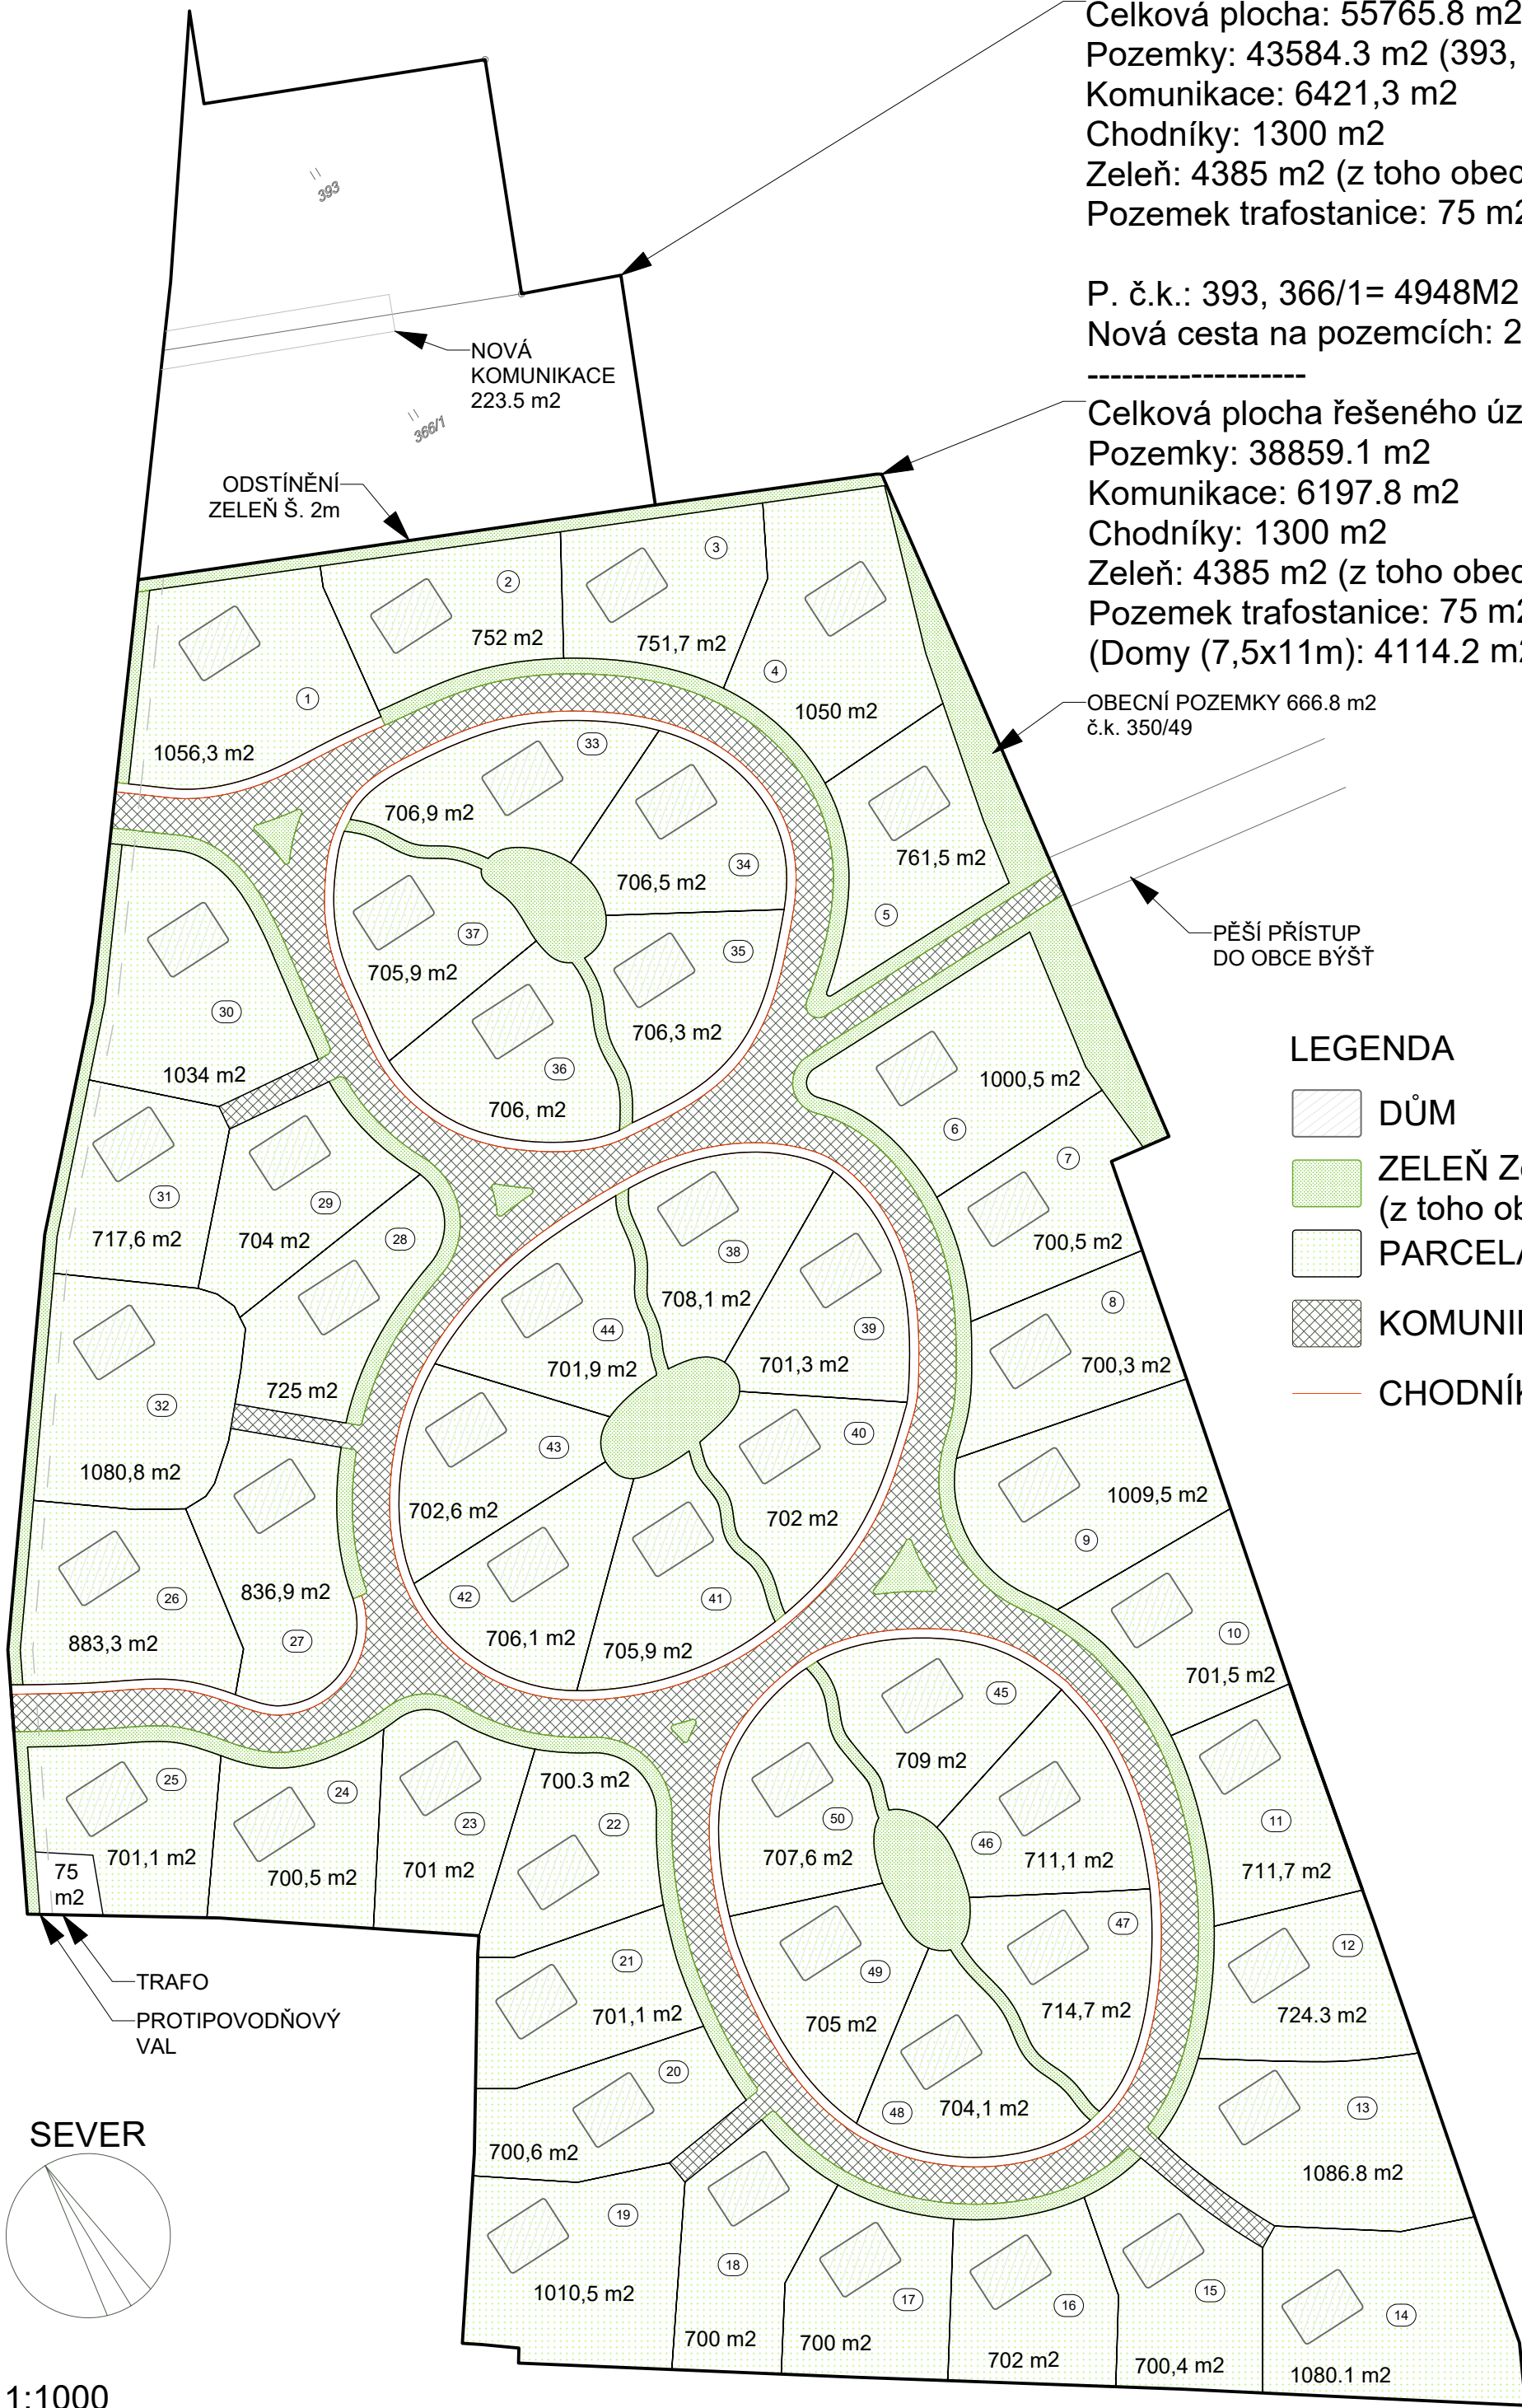 Celková plocha: 55765.8 m2
Pozemky: 43584.3 m2 (393,
Komunikace: 6421,3 m2
Chodníky: 1300 m2
Zeleň: 4385 m2 (z toho obec
Pozemek trafostanice: 75 m2
P. č.k.: 393, 366/1= 4948M2
Nová cesta na pozemcích: 2
-------------------
Celková plocha řešeného úz
Pozemky: 38859.1 m2
Komunikace: 6197.8 m2
Chodníky: 1300 m2
Zeleň: 4385 m2 (z toho obec
Pozemek trafostanice: 75 m2
(Domy (7,5x11m): 4114.2 m2
OBECNÍ POZEMKY 666.8 m2
č.k. 350/49
393
NOVÁ
KOMUNIKACE
223.5 m2
366/1
ODSTÍNĚNÍ
ZELEŇ Š. 2m
PĚŠÍ PŘÍSTUP
DO OBCE BÝŠŤ
LEGENDA
DŮM
ZELEŇ Ze
(z toho ob
PARCELA
KOMUNIK
CHODNÍK
1
1056,3 m2
2
752 m2
3
751,7 m2
4
1050 m2
5
761,5 m2
33
706,9 m2
34
706,5 m2
35
706,3 m2
36
706, m2
37
705,9 m2
30
1034 m2
31
717,6 m2
29
704 m2
28
725 m2
32
1080,8 m2
26
883,3 m2
27
836,9 m2
6
1000,5 m2
7
700,5 m2
8
700,3 m2
9
1009,5 m2
10
701,5 m2
11
711,7 m2
12
724.3 m2
13
1086.8 m2
14
1080.1 m2
38
708,1 m2
39
701,3 m2
40
702 m2
41
705,9 m2
42
706,1 m2
43
702,6 m2
44
701,9 m2
45
709 m2
46
711,1 m2
47
714,7 m2
48
704,1 m2
49
705 m2
50
707,6 m2
25
701,1 m2
24
700,5 m2
23
701 m2
22
700.3 m2
21
701,1 m2
20
700,6 m2
19
1010,5 m2
18
700 m2
17
700 m2
16
702 m2
15
700,4 m2
75
m2
TRAFO
PROTIPOVODŇOVÝ
VAL
SEVER
1:1000